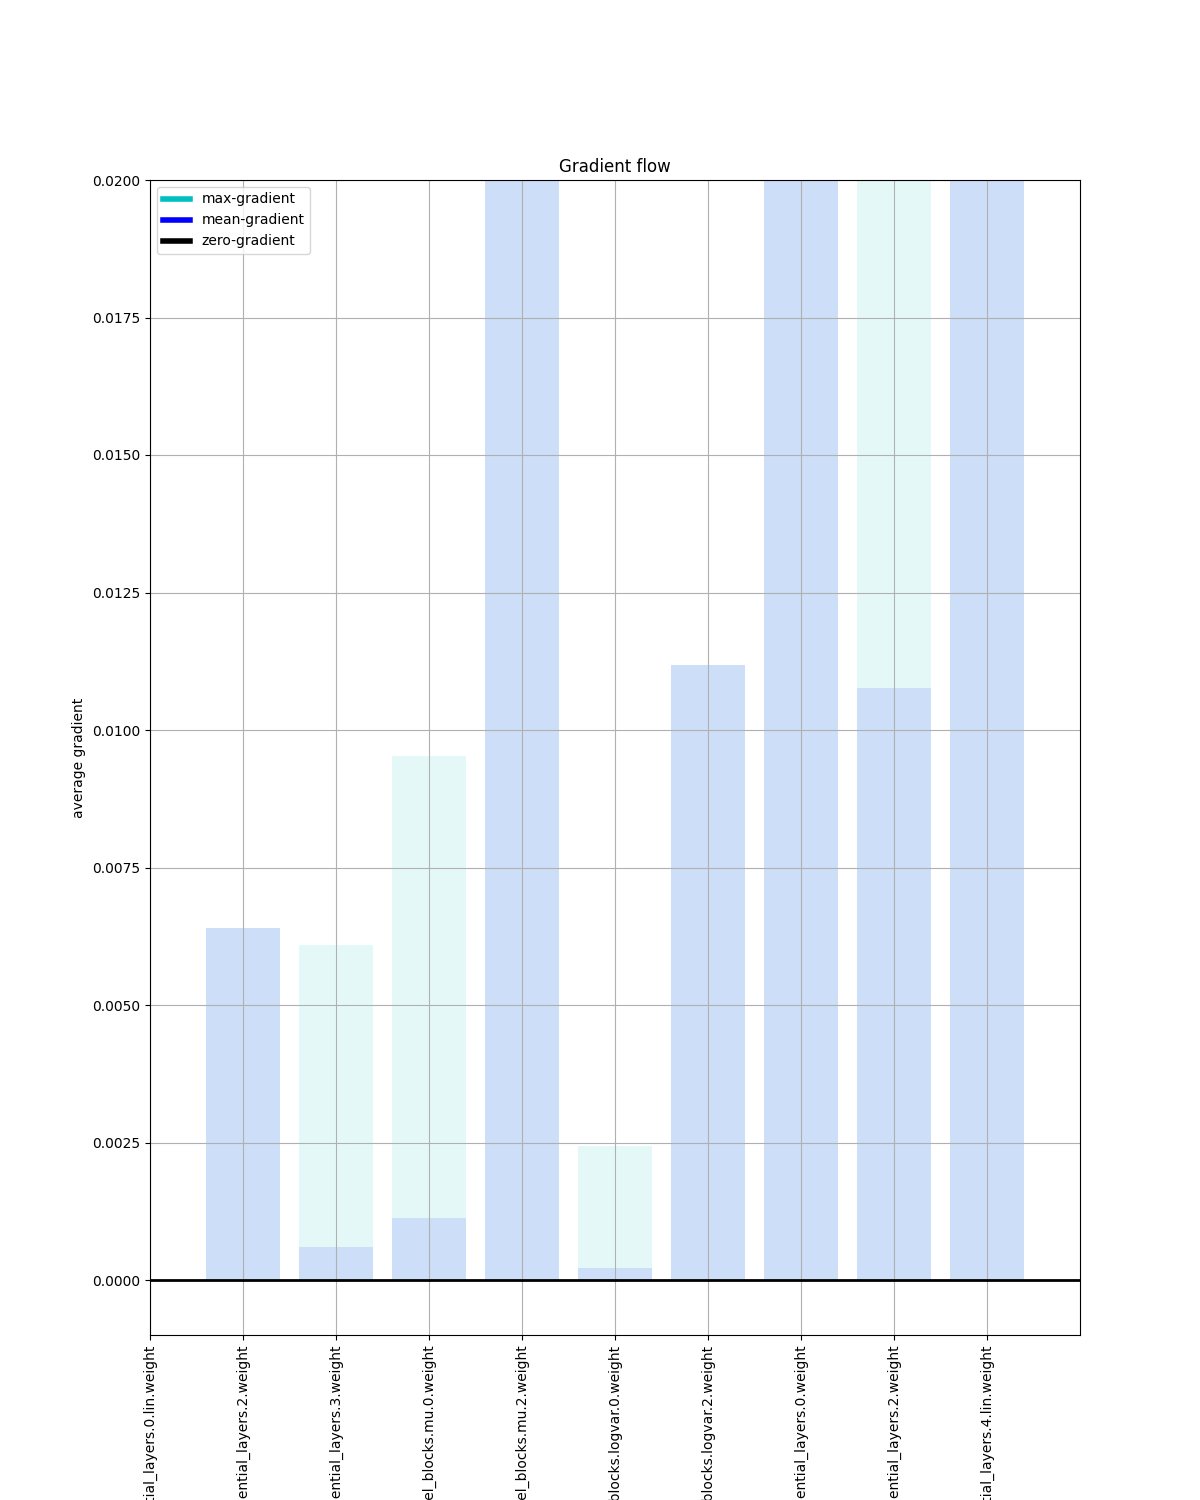 Gradient flow
max-gradient
mean-gradient
zero-gradient
average gradient
0.0200
0.0175
0.0150
0.0125
0.0100
0.0075
0.0050
0.0025
0.0000
tial_layers.0.lin.weight
ential_layers.2.weight
ential_layers.3.weight
el_blocks.mu.0.weight
el_blocks.mu.2.weight
blocks.logvar.0.weight
blocks.logvar.2.weight
ential_layers.0.weight
ential_layers.2.weight
tial_layers.4.lin.weight